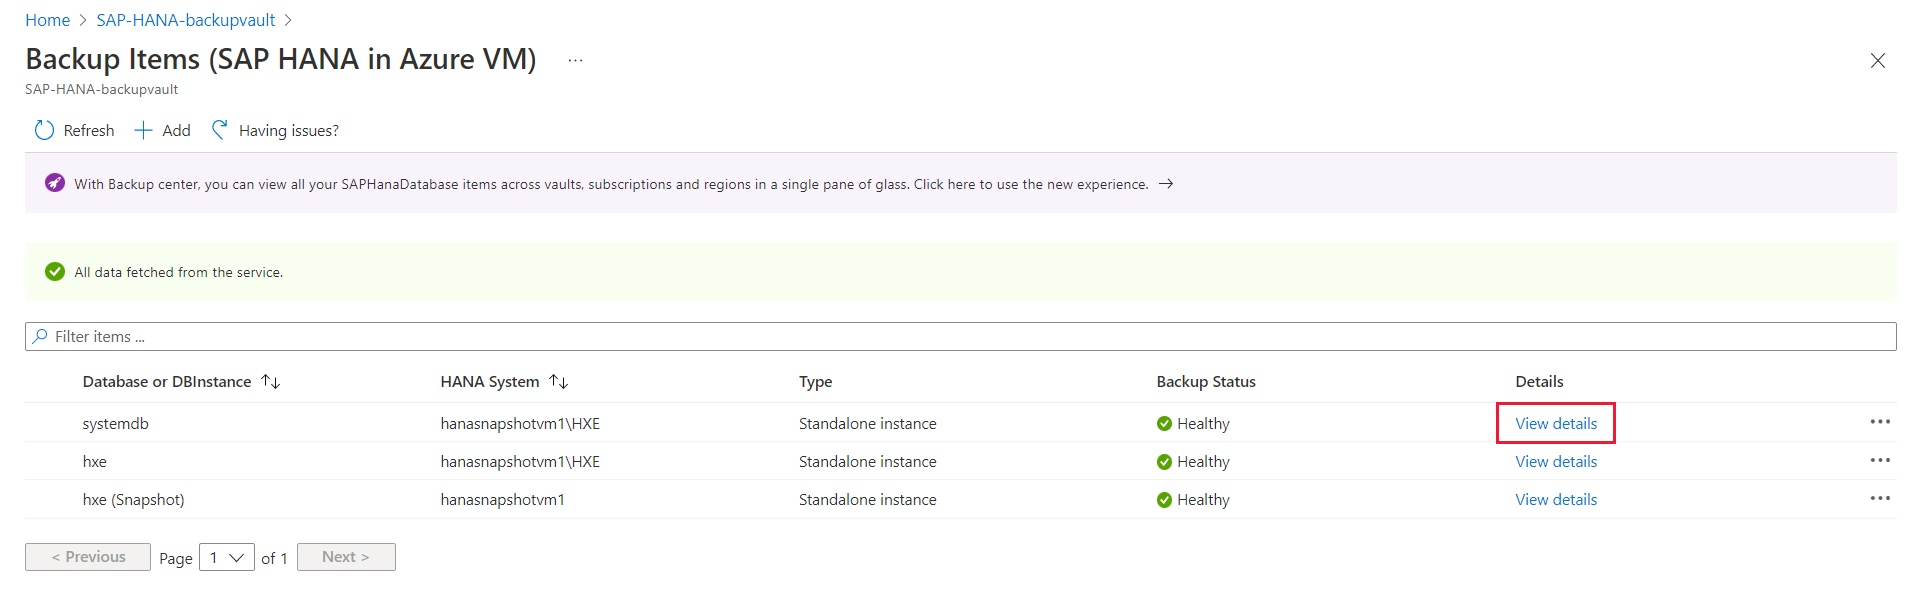 Home > SAP-HANA-backupvault >
Backup Items (SAP HANA in Azure VM) ...
SAP-HANA-backupvault
Refresh Add Having issues?
With Backup center, you can view all your SAPHanaDatabase items across vaults, subscriptions and regions in a single pane of glass. Click here to use the new experience. →
All data fetched from the service.
Filter items ...
Database or DBInstance ↑↓ HANA System ↑↓ Type Backup Status Details
systemdb hanasnapshotvm1\HXE Standalone instance Healthy View details ...
hxe hanasnapshotvm1\HXE Standalone instance Healthy View details ...
hxe (Snapshot) hanasnapshotvm1 Standalone instance Healthy View details ...
< Previous Page 1 of 1 Next >